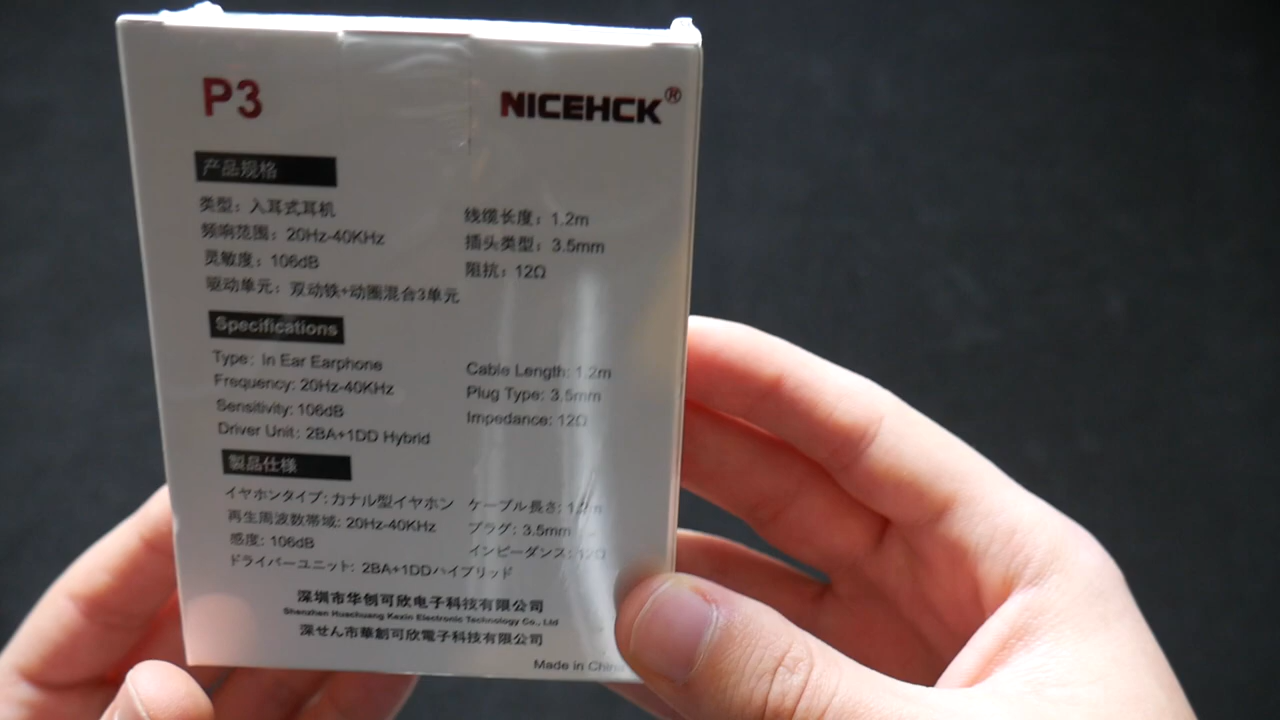 P3
NICEHCK®
产品规格
类型：入耳式耳机
频响范围：20Hz-40KHz
灵敏度：106dB
驱动单元：双动铁+动圈混合3单元
线缆长度：1.2m
插头类型：3.5mm
阻抗：12Ω
Specifications
Type: In Ear Earphone
Frequency: 20Hz-40KHz
Sensitivity: 106dB
Driver Unit: 2BA+1DD Hybrid
Cable Length: 1.2m
Plug Type: 3.5mm
Impedance: 12Ω
製品仕様
イヤホンタイプ: カナル型イヤホン
再生周波数帯域: 20Hz-40KHz
感度: 106dB
ドライバーユニット: 2BA+1DDハイブリッド
ケーブル長さ:
プラグ: 3.5mm
インピーダンス: 12Ω
深圳市华创可欣电子科技有限公司
Shenzhen Huachuang Kexin Electronic Technology Co., Ltd
深せん市華創可欣電子科技有限公司
Made in China